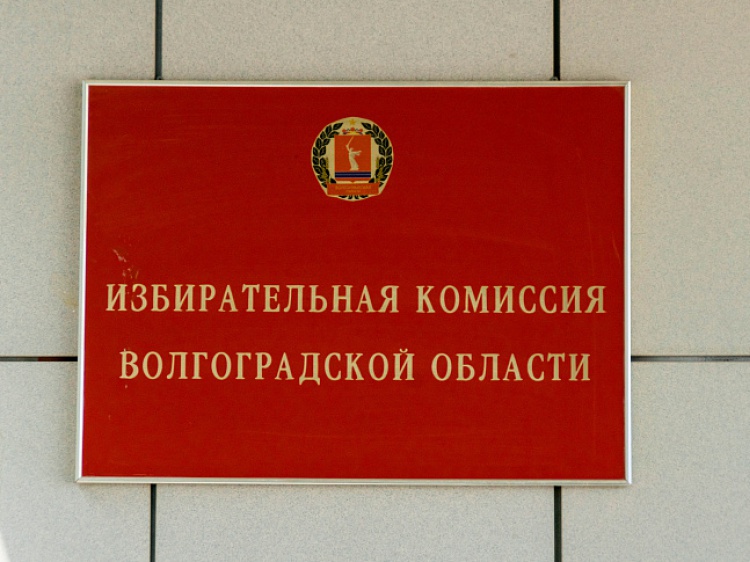 ИЗБИРАТЕЛЬНАЯ КОМИССИЯ
ВОЛГОГРАДСКОЙ ОБЛАСТИ